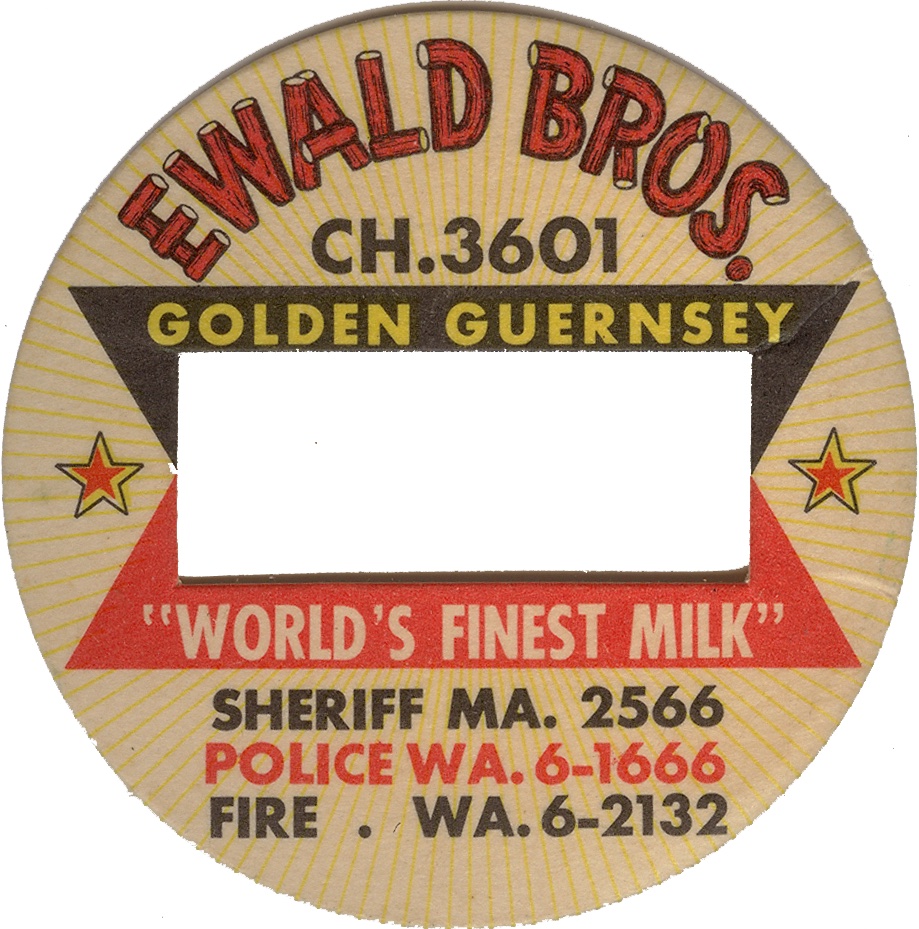 EWALD BROS.
CH.3601
GOLDEN GUERNSEY
"WORLD'S FINEST MILK"
SHERIFF MA. 2566
POLICE WA. 6-1666
FIRE . WA. 6-2132